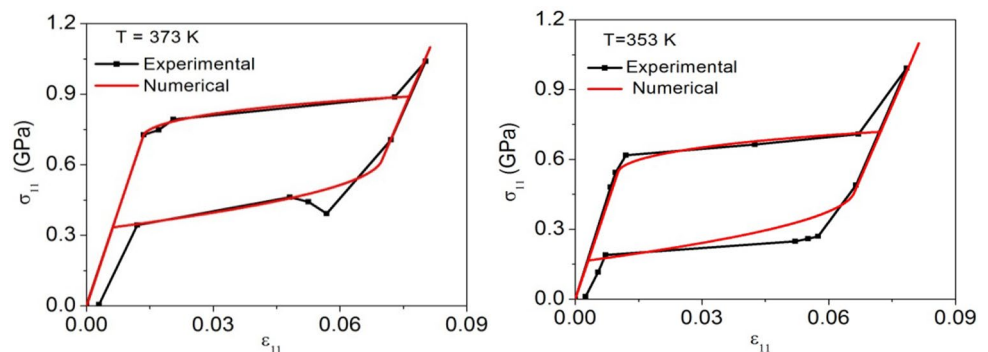 T = 373 K
Experimental
Numerical
1.2
0.9
0.6
0.3
0.0
σ₁₁ (GPa)
0.00
0.03
0.06
0.09
ε₁₁
T=353 K
Experimental
Numerical
1.2
0.9
0.6
0.3
0.0
σ₁₁ (GPa)
0.00
0.03
0.06
0.09
ε₁₁